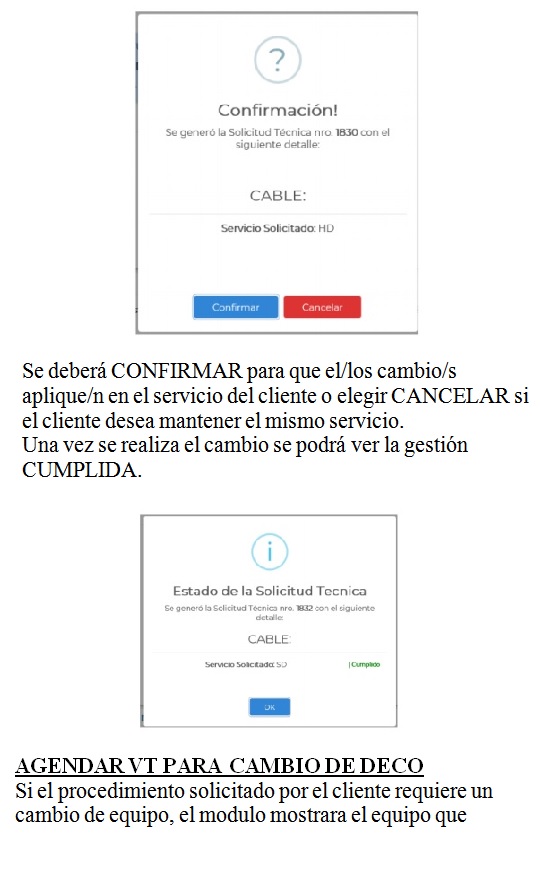 ?
Confirmación!
Se generó la Solicitud Técnica nro. 1830 con el
siguiente detalle:
CABLE:
Servicio Solicitado: HD
Confirmar Cancelar
Se deberá CONFIRMAR para que el/los cambio/s
aplique/n en el servicio del cliente o elegir CANCELAR si
el cliente desea mantener el mismo servicio.
Una vez se realiza el cambio se podrá ver la gestión
CUMPLIDA.
i
Estado de la Solicitud Tecnica
Se generó la Solicitud Técnica nro. 1832 con el siguiente
detalle:
CABLE:
Servicio Solicitado: SD | Cumplido
OK
AGENDAR VT PARA CAMBIO DE DECO
Si el procedimiento solicitado por el cliente requiere un
cambio de equipo, el modulo mostrara el equipo que